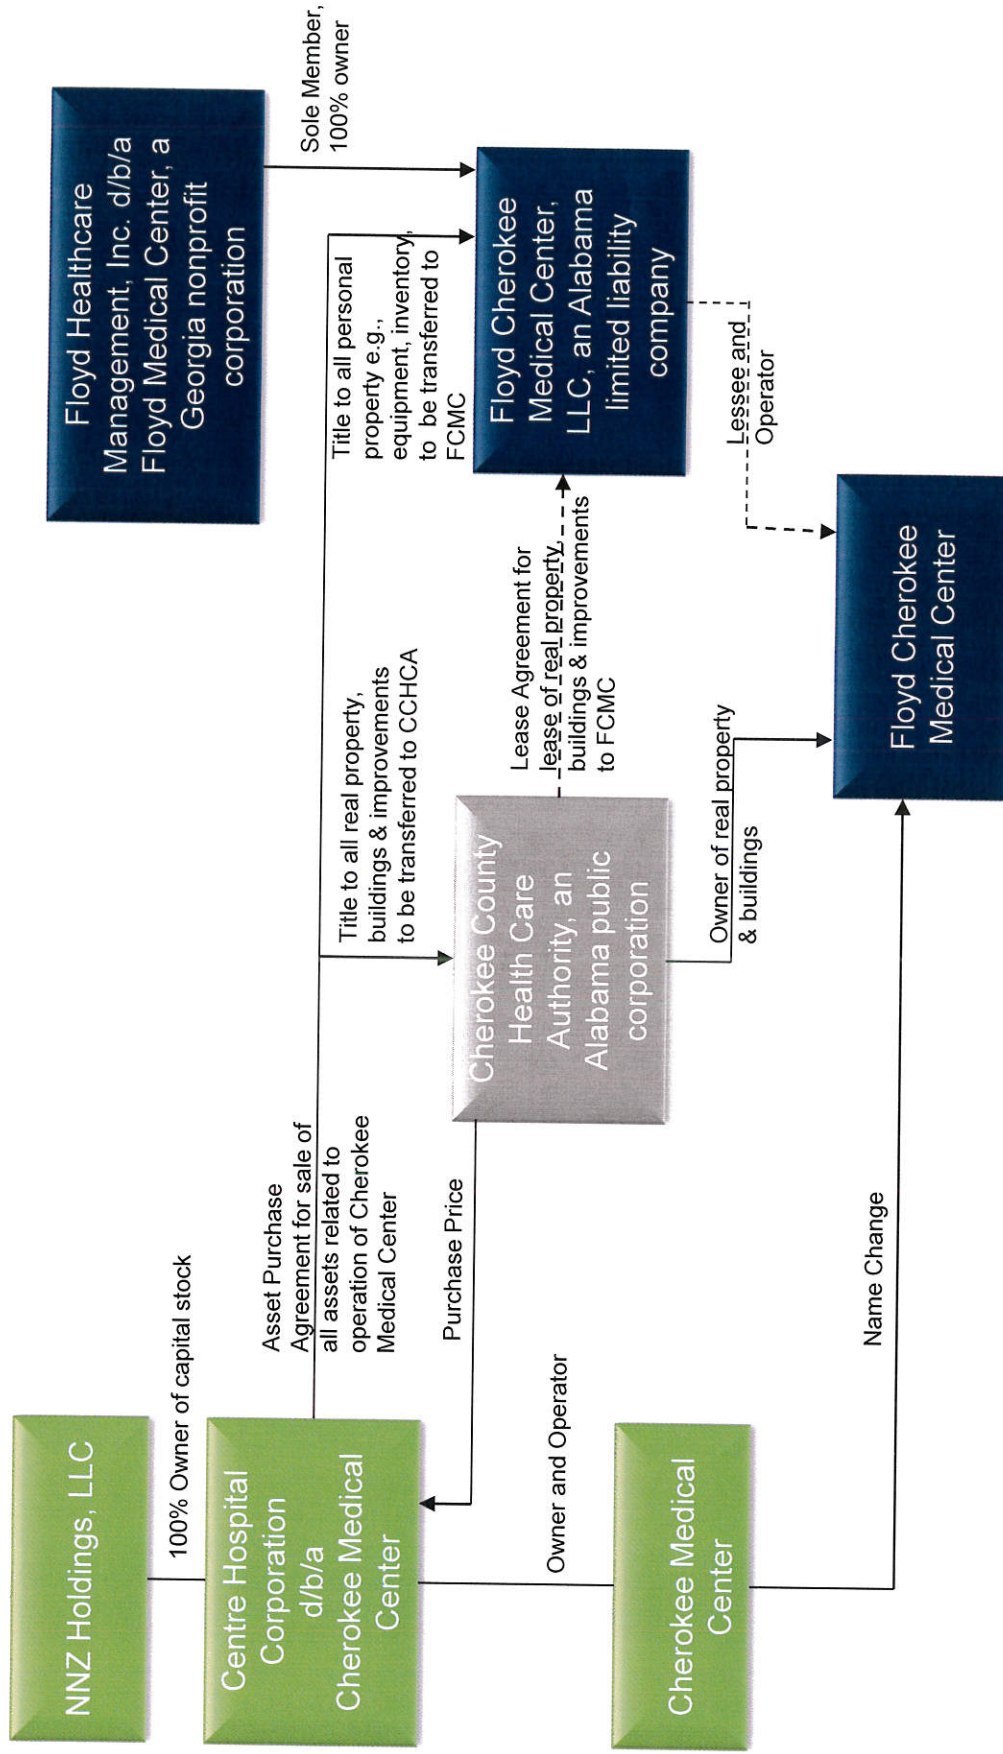 NNZ Holdings, LLC
100% Owner of capital stock
Centre Hospital
Corporation
d/b/a
Cherokee Medical
Center
Owner and Operator
Cherokee Medical
Center
Asset Purchase
Agreement for sale of
all assets related to
operation of Cherokee
Medical Center
Purchase Price
Name Change
Title to all real property,
buildings & improvements
to be transferred to CCHCA
Cherokee County
Health Care
Authority, an
Alabama public
corporation
Owner of real property
& buildings
Lease Agreement for
lease of real property,
buildings & improvements
to FCMC
Floyd Healthcare
Management, Inc. d/b/a
Floyd Medical Center, a
Georgia nonprofit
corporation
Sole Member,
100% owner
Title to all personal
property e.g.,
equipment, inventory,
to be transferred to
FCMC
Floyd Cherokee
Medical Center,
LLC, an Alabama
limited liability
company
Lessee and
Operator
Floyd Cherokee
Medical Center